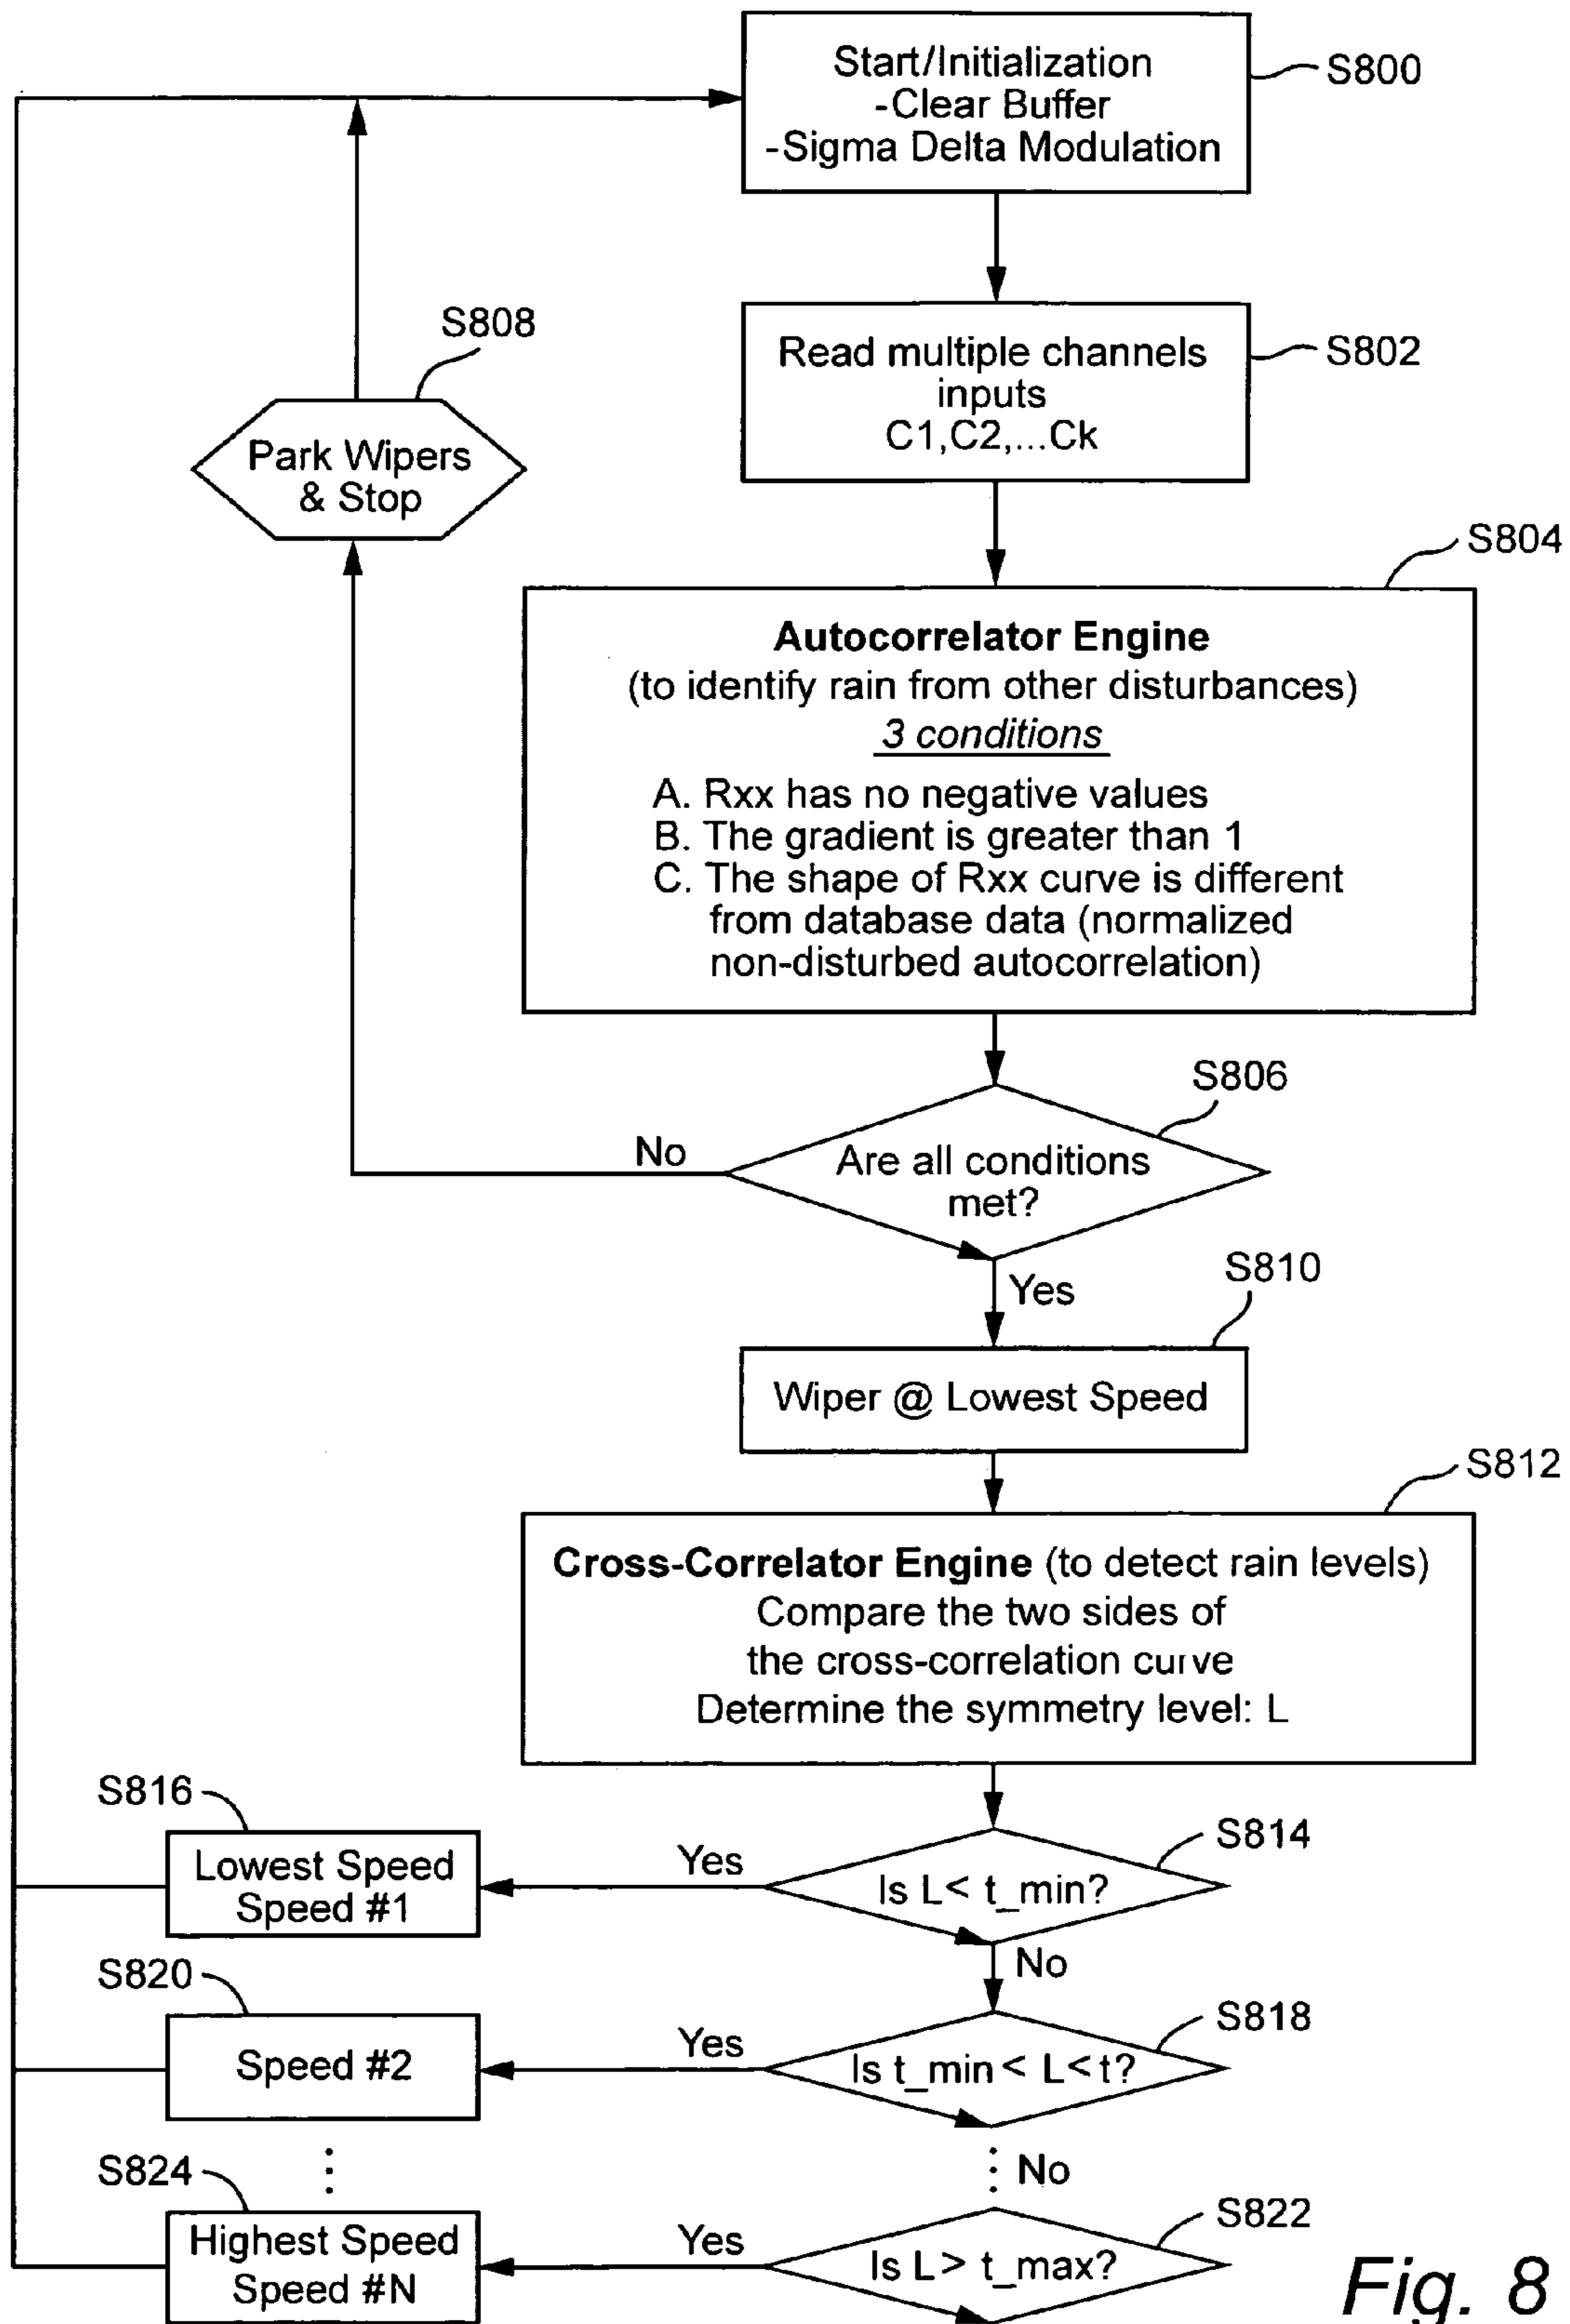 Start/Initialization
-Clear Buffer
-Sigma Delta Modulation
S800
Read multiple channels
inputs
C1,C2,...Ck
S802
S808
Park Wipers
& Stop
S804
Autocorrelator Engine
(to identify rain from other disturbances)
3 conditions
A. Rxx has no negative values
B. The gradient is greater than 1
C. The shape of Rxx curve is different
from database data (normalized
non-disturbed autocorrelation)
S806
No
Are all conditions
met?
Yes
S810
Wiper @ Lowest Speed
S812
Cross-Correlator Engine (to detect rain levels)
Compare the two sides of
the cross-correlation curve
Determine the symmetry level: L
S816
Lowest Speed
Speed #1
Yes
Is L< t_min?
S814
No
S820
Speed #2
Yes
Is t_min < L<t?
S818
No
S824
Highest Speed
Speed #N
Yes
Is L> t_max?
S822
Fig. 8